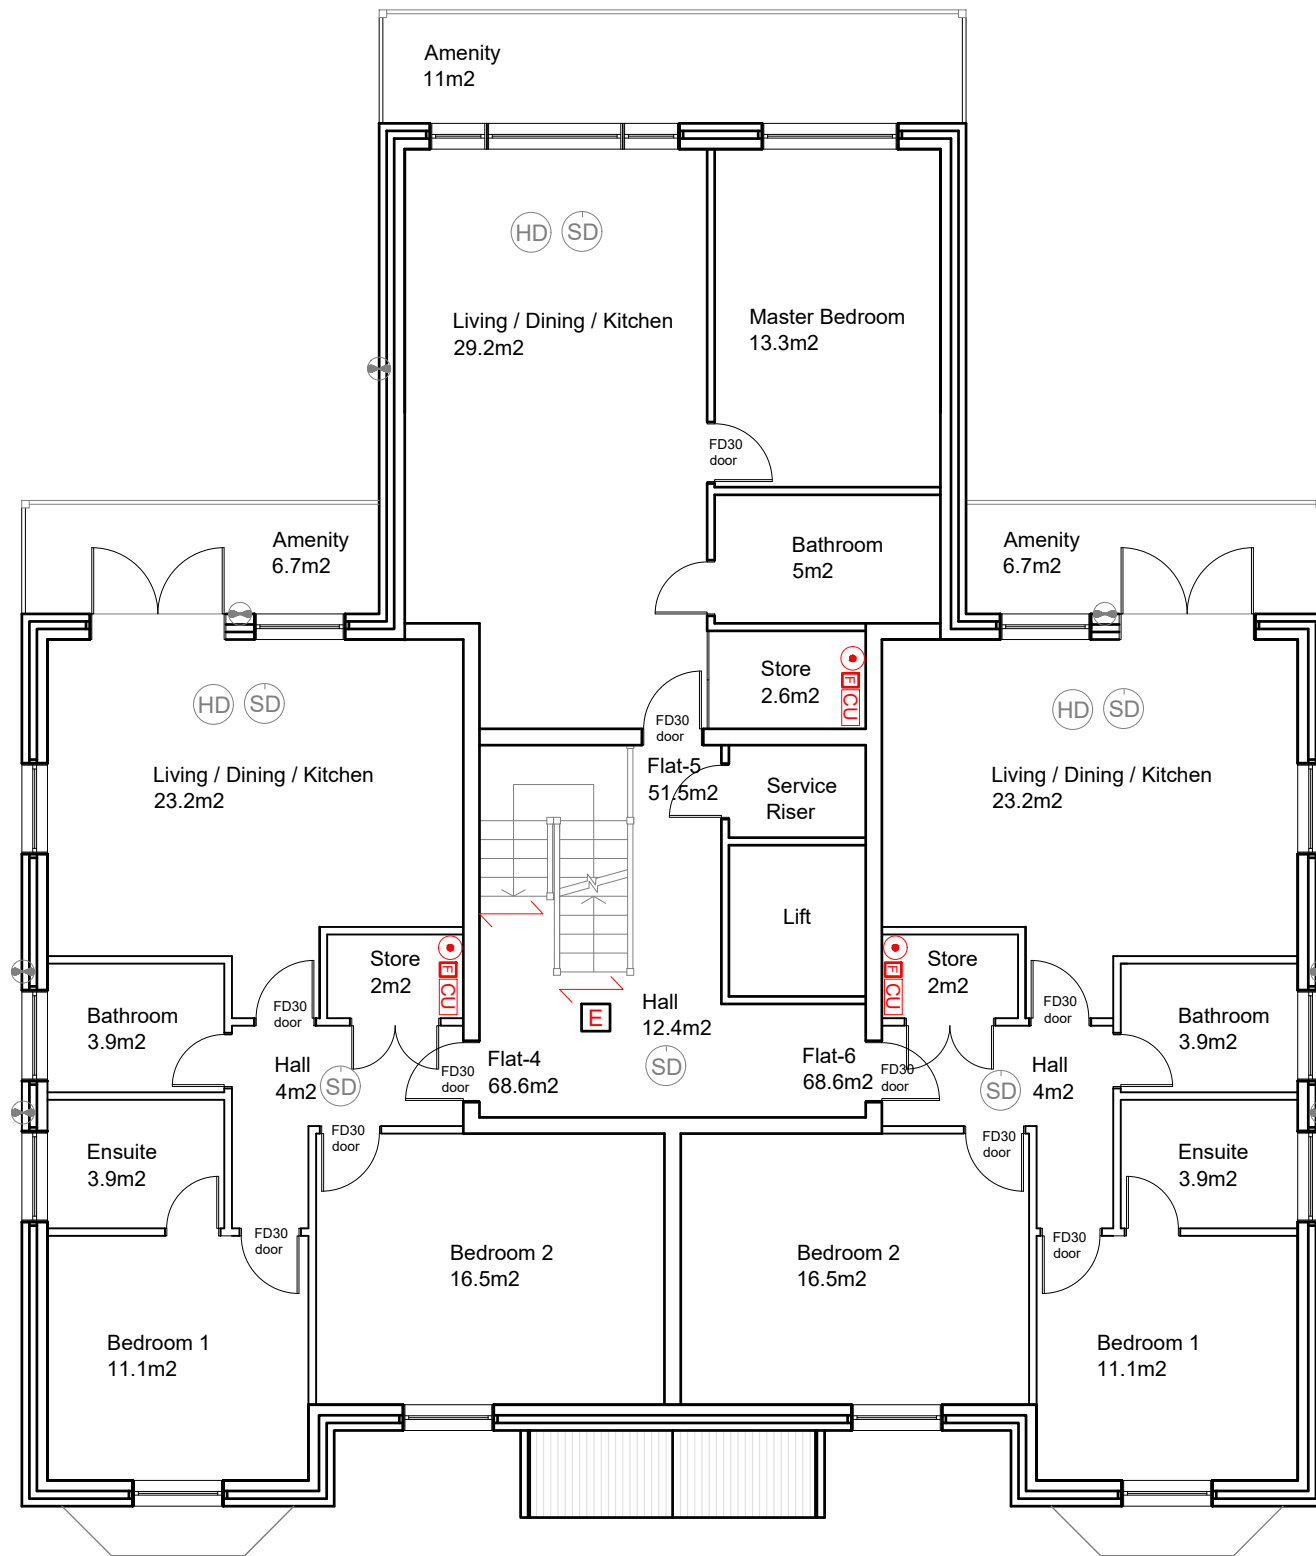 Amenity
11m2
HD
SD
Living / Dining / Kitchen
29.2m2
Master Bedroom
13.3m2
FD30
door
Amenity
6.7m2
Bathroom
5m2
Amenity
6.7m2
Store
2.6m2
F
CU
HD
SD
HD
SD
FD30
door
Flat-5
51.5m2
Living / Dining / Kitchen
23.2m2
Service
Riser
Living / Dining / Kitchen
23.2m2
Lift
Store
2m2
F
CU
F
CU
Store
2m2
Bathroom
3.9m2
FD30
door
E
Hall
12.4m2
SD
FD30
door
Bathroom
3.9m2
Hall
4m2
SD
FD30
door
Flat-4
68.6m2
Flat-6
68.6m2
FD30
door
SD
Hall
4m2
Ensuite
3.9m2
FD30
door
FD30
door
Ensuite
3.9m2
FD30
door
FD30
door
Bedroom 2
16.5m2
Bedroom 2
16.5m2
Bedroom 1
11.1m2
Bedroom 1
11.1m2